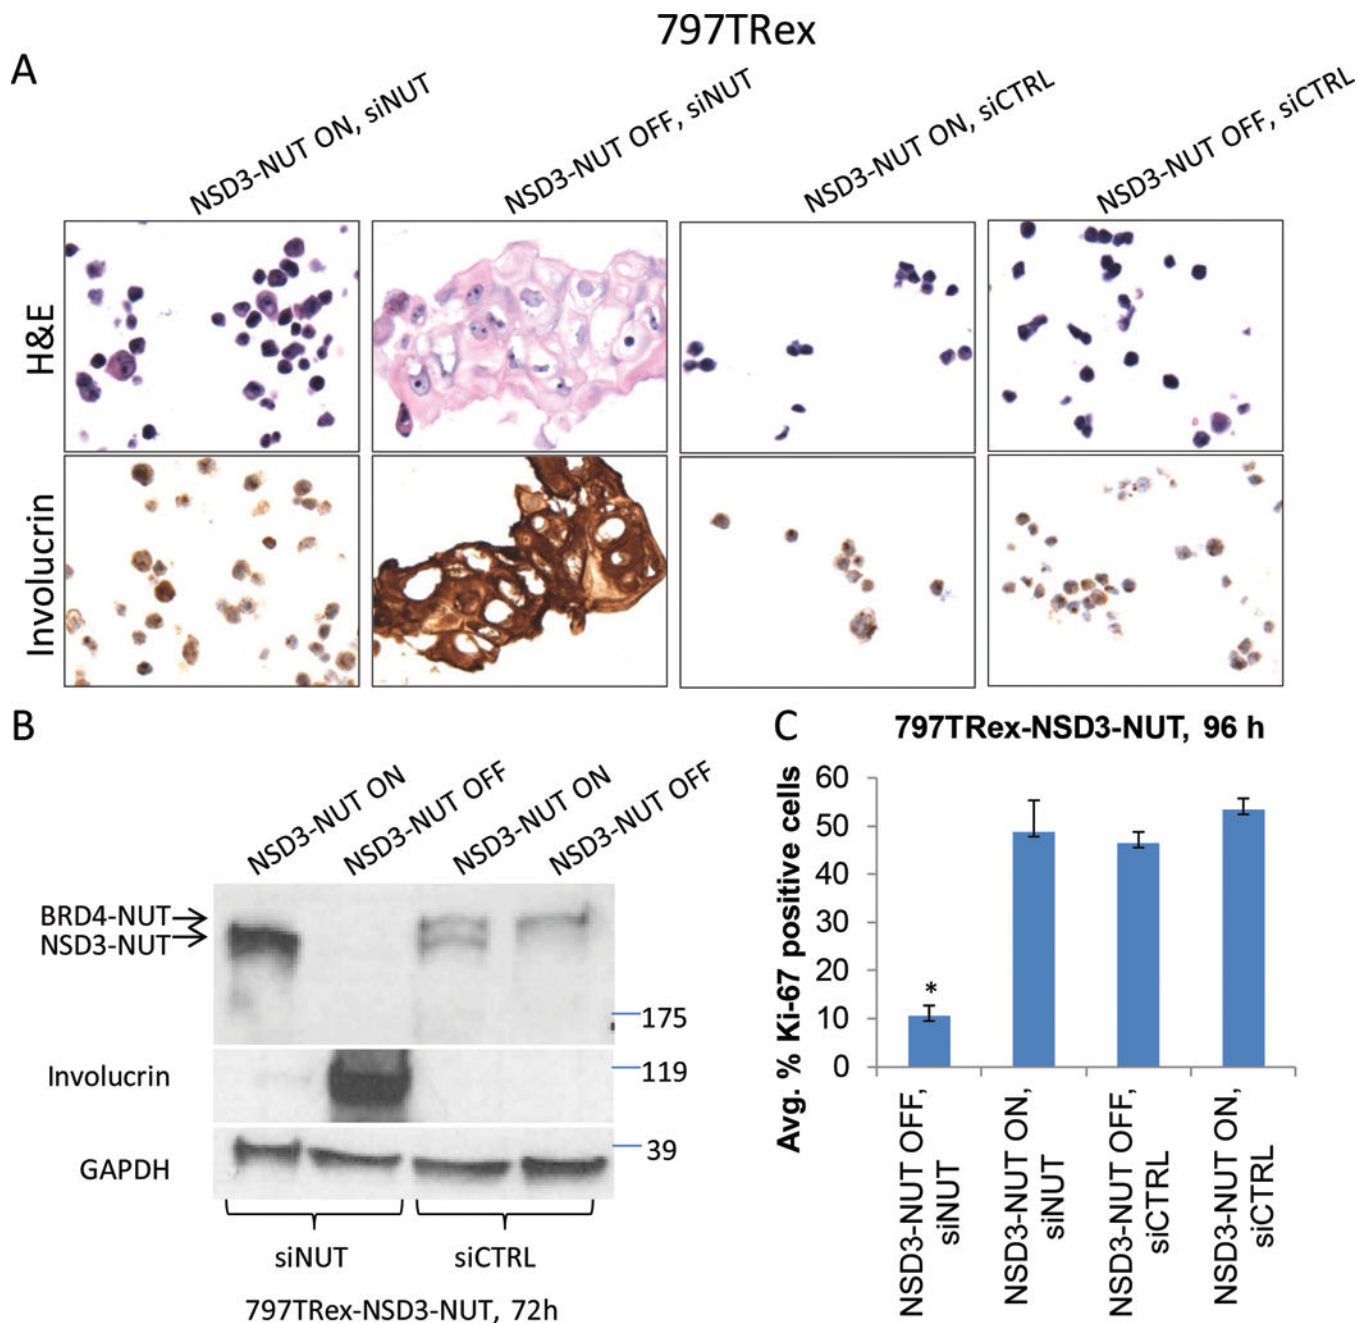 797TRex
A
NSD3-NUT ON, siNUT
NSD3-NUT OFF, siNUT
NSD3-NUT ON, siCTRL
NSD3-NUT OFF, siCTRL
H&E
Involucrin
B
NSD3-NUT ON
NSD3-NUT OFF
NSD3-NUT ON
NSD3-NUT OFF
BRD4-NUT
NSD3-NUT
175
Involucrin
119
GAPDH
39
siNUT
siCTRL
797TRex-NSD3-NUT, 72h
C
797TRex-NSD3-NUT, 96 h
Avg. % Ki-67 positive cells
60
50
40
30
20
10
0
*
NSD3-NUT OFF,
siNUT
NSD3-NUT ON,
siNUT
NSD3-NUT OFF,
siCTRL
NSD3-NUT ON,
siCTRL